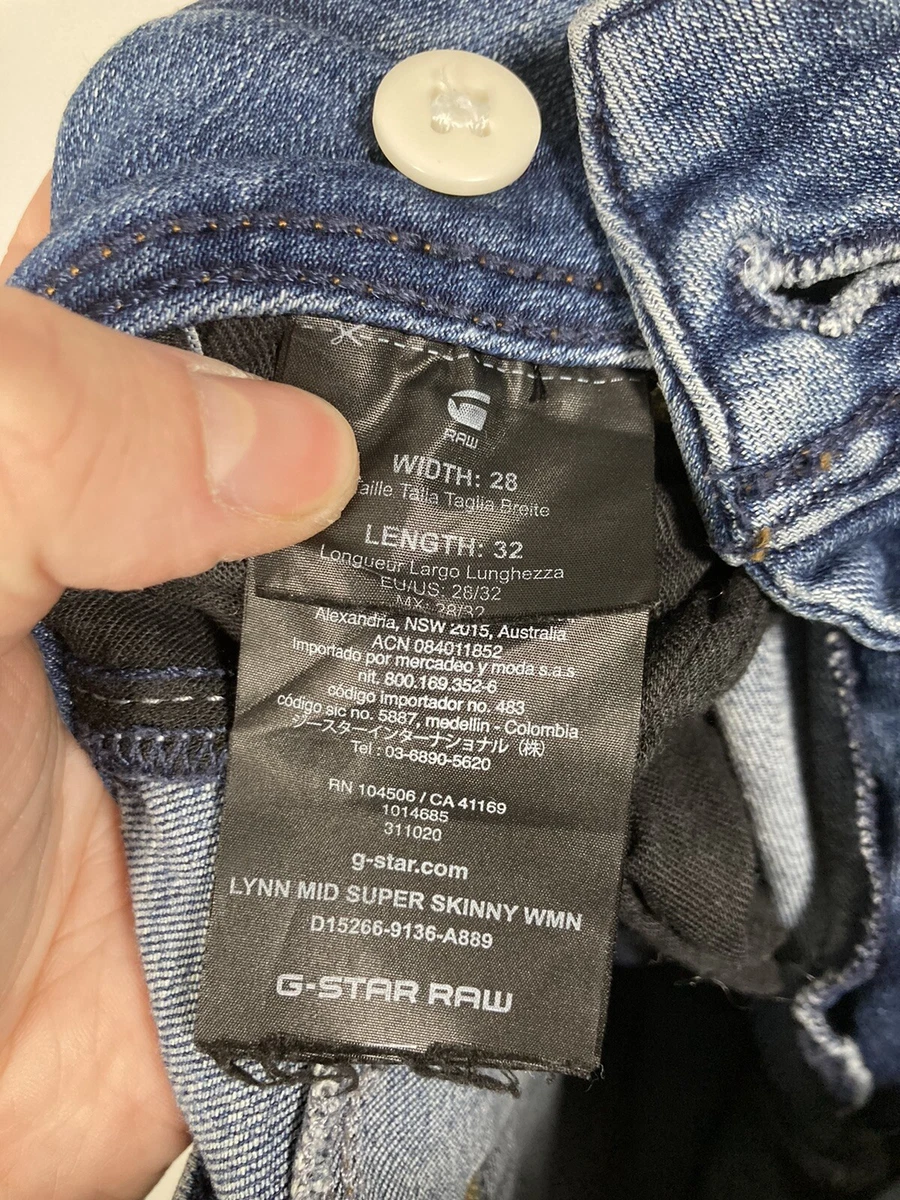 RAW
WIDTH: 28
Talla Taglia Breite
LENGTH: 32
Longueur Largo Lunghezza
EU/US: 28/32
MX: 28/32
Alexandria, NSW 2015, Australia
ACN 084011852
Importado por mercadeo y moda s.a.s
nit. 800.169.352-6
código importador no. 483
código sic no. 5887, medellin - Colombia
ジースターインターナショナル（株）
Tel : 03-6890-5620
RN 104506 / CA 41169
1014685
311020
g-star.com
LYNN MID SUPER SKINNY WMN
D15266-9136-A889
G-STAR RAW